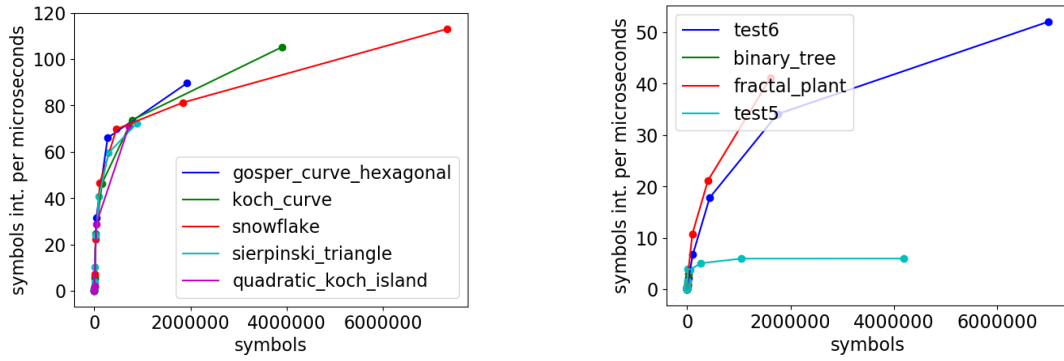 symbols int. per microseconds
120
100
80
60
40
20
0
gosper_curve_hexagonal
koch_curve
snowflake
sierpinski_triangle
quadratic_koch_island
0 2000000 4000000 6000000
symbols
symbols int. per microseconds
50
40
30
20
10
0
test6
binary_tree
fractal_plant
test5
0 2000000 4000000 6000000
symbols